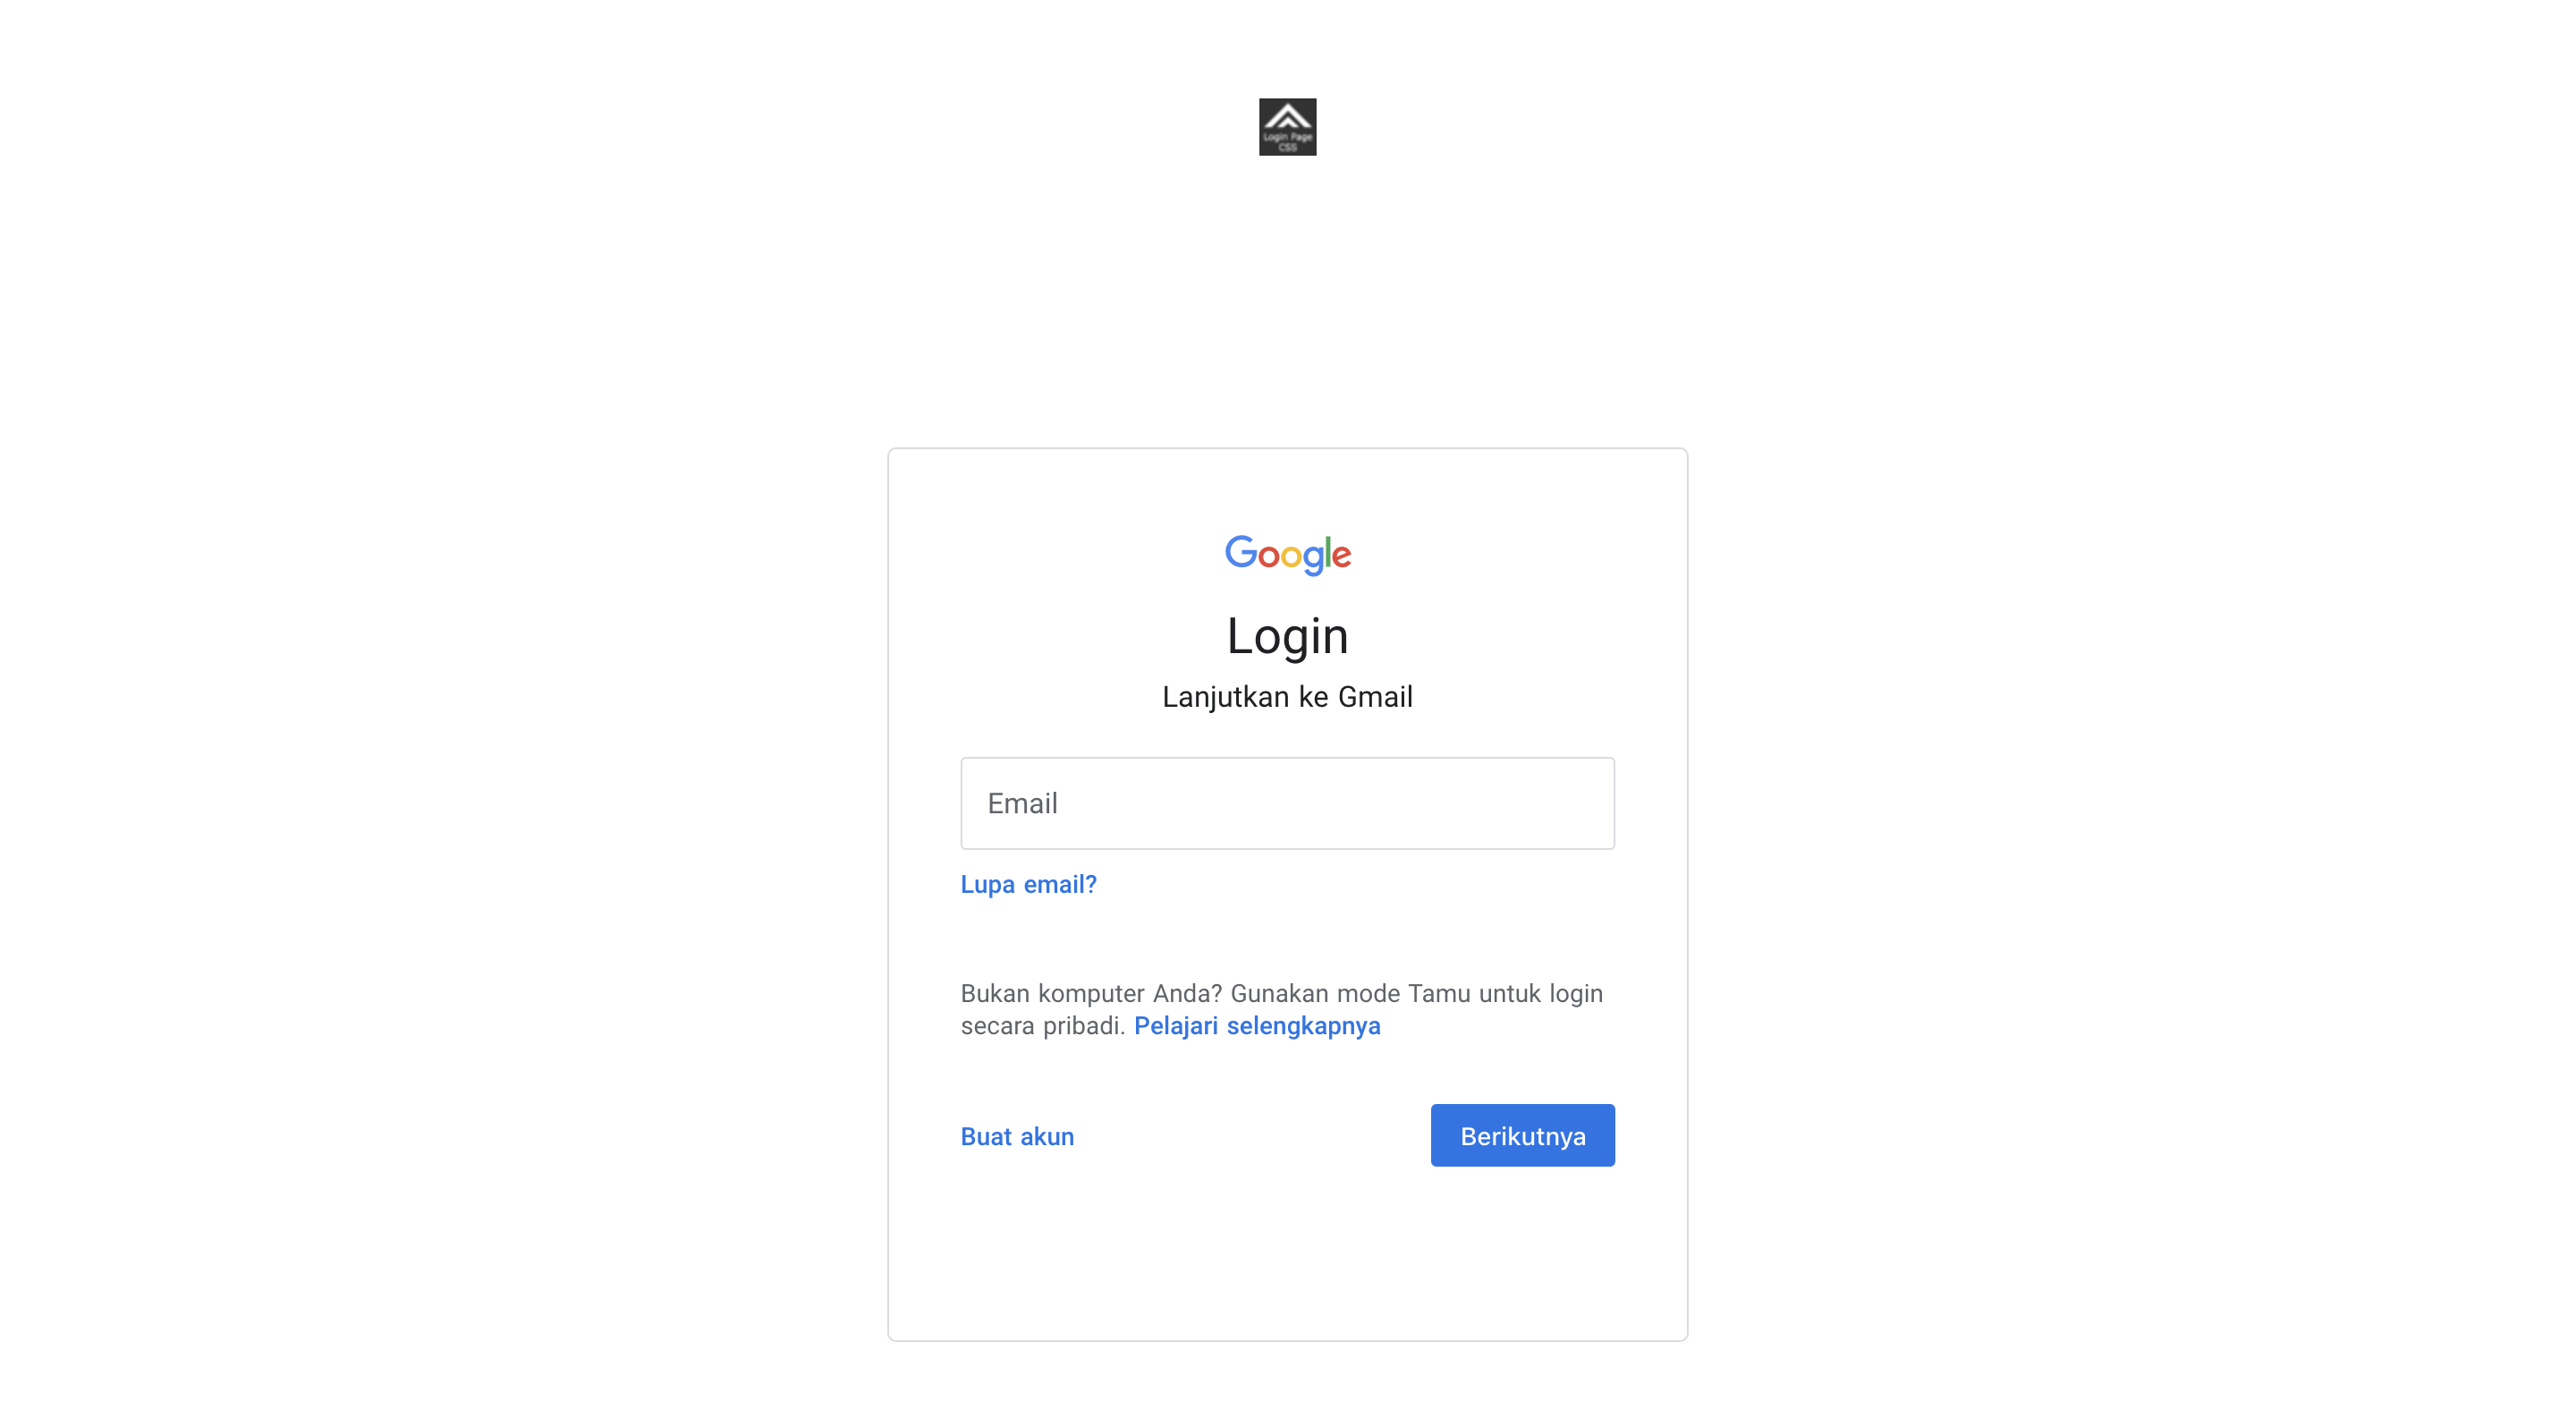 Login Page
CSS
Google
Login
Lanjutkan ke Gmail
Email
Lupa email?
Bukan komputer Anda? Gunakan mode Tamu untuk login
secara pribadi. Pelajari selengkapnya
Buat akun
Berikutnya